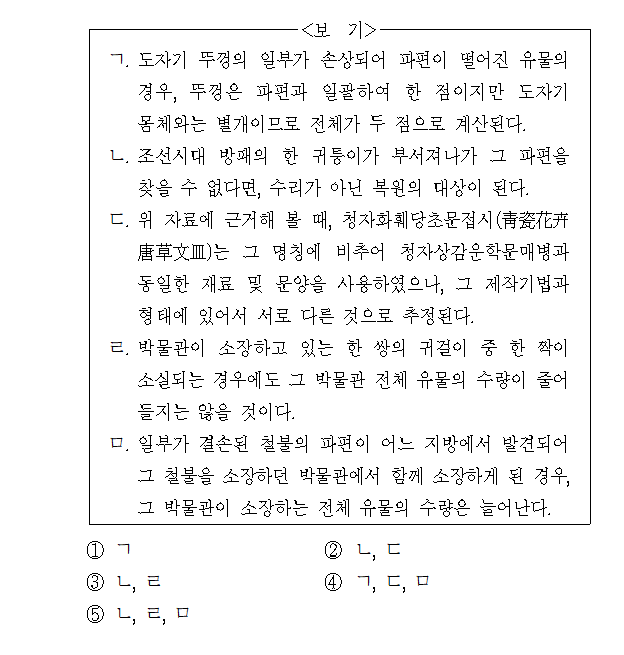 <보 기>
ㄱ. 도자기 뚜껑의 일부가 손상되어 파편이 떨어진 유물의
경우, 뚜껑은 파편과 일괄하여 한 점이지만 도자기
몸체와는 별개이므로 전체가 두 점으로 계산된다.
ㄴ. 조선시대 방패의 한 귀퉁이가 부서져나가 그 파편을
찾을 수 없다면, 수리가 아닌 복원의 대상이 된다.
ㄷ. 위 자료에 근거해 볼 때, 청자화훼당초문접시(靑瓷花卉
唐草文皿)는 그 명칭에 비추어 청자상감운학문매병과
동일한 재료 및 문양을 사용하였으나, 그 제작기법과
형태에 있어서 서로 다른 것으로 추정된다.
ㄹ. 박물관이 소장하고 있는 한 쌍의 귀걸이 중 한 짝이
소실되는 경우에도 그 박물관 전체 유물의 수량이 줄어
들지는 않을 것이다.
ㅁ. 일부가 결손된 철불의 파편이 어느 지방에서 발견되어
그 철불을 소장하던 박물관에서 함께 소장하게 된 경우,
그 박물관이 소장하는 전체 유물의 수량은 늘어난다.
① ㄱ ② ㄴ, ㄷ
③ ㄴ, ㄹ ④ ㄱ, ㄷ, ㅁ
⑤ ㄴ, ㄹ, ㅁ